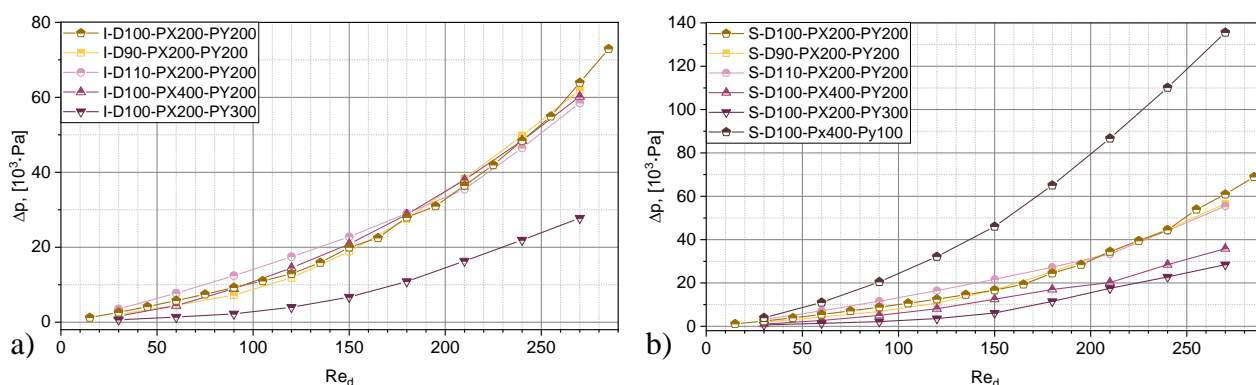 80
60
40
20
0
Δp, [10³·Pa]
I-D100-PX200-PY200
I-D90-PX200-PY200
I-D110-PX200-PY200
I-D100-PX400-PY200
I-D100-PX200-PY300
0 50 100 150 200 250
Re_d
a)
140
120
100
80
60
40
20
0
Δp, [10³·Pa]
S-D100-PX200-PY200
S-D90-PX200-PY200
S-D110-PX200-PY200
S-D100-PX400-PY200
S-D100-PX200-PY300
S-D100-Px400-Py100
0 50 100 150 200 250
Re_d
b)